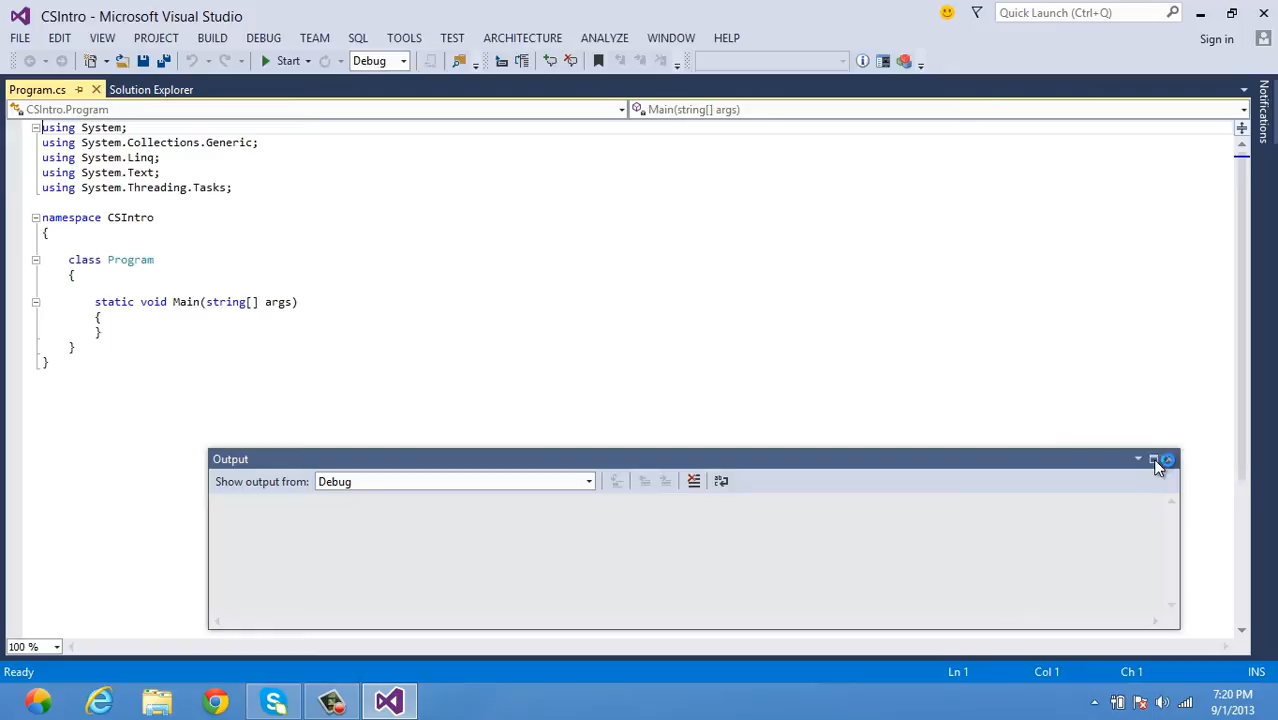 CSIntro - Microsoft Visual Studio
Quick Launch (Ctrl+Q)
FILE EDIT VIEW PROJECT BUILD DEBUG TEAM SQL TOOLS TEST ARCHITECTURE ANALYZE WINDOW HELP
Sign in
Start Debug
Program.cs Solution Explorer
Notifications
CSIntro.Program Main(string[] args)
using System;
using System.Collections.Generic;
using System.Linq;
using System.Text;
using System.Threading.Tasks;
namespace CSIntro
{
class Program
{
static void Main(string[] args)
{
}
}
}
Output
Show output from: Debug
100 %
Ready Ln 1 Col 1 Ch 1 INS
7:20 PM
9/1/2013